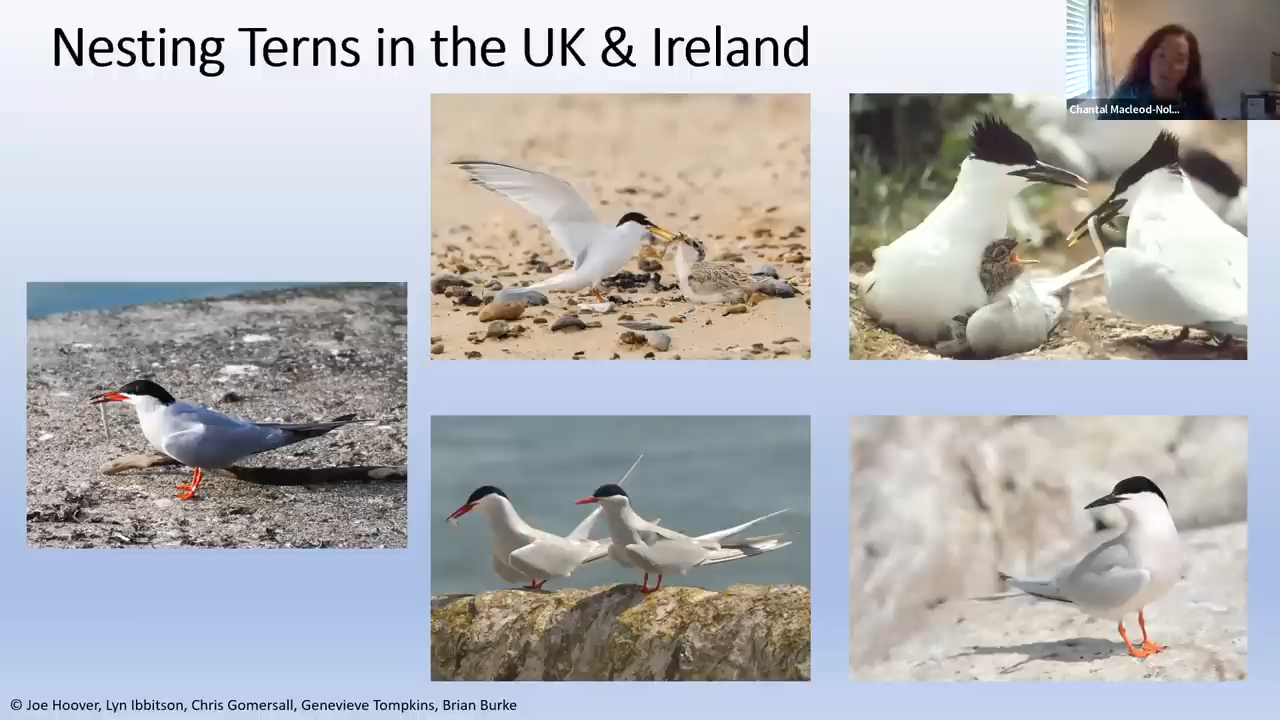 Nesting Terns in the UK & Ireland
Chantal Macleod-Nol...
© Joe Hoover, Lyn Ibbitson, Chris Gomersall, Genevieve Tompkins, Brian Burke